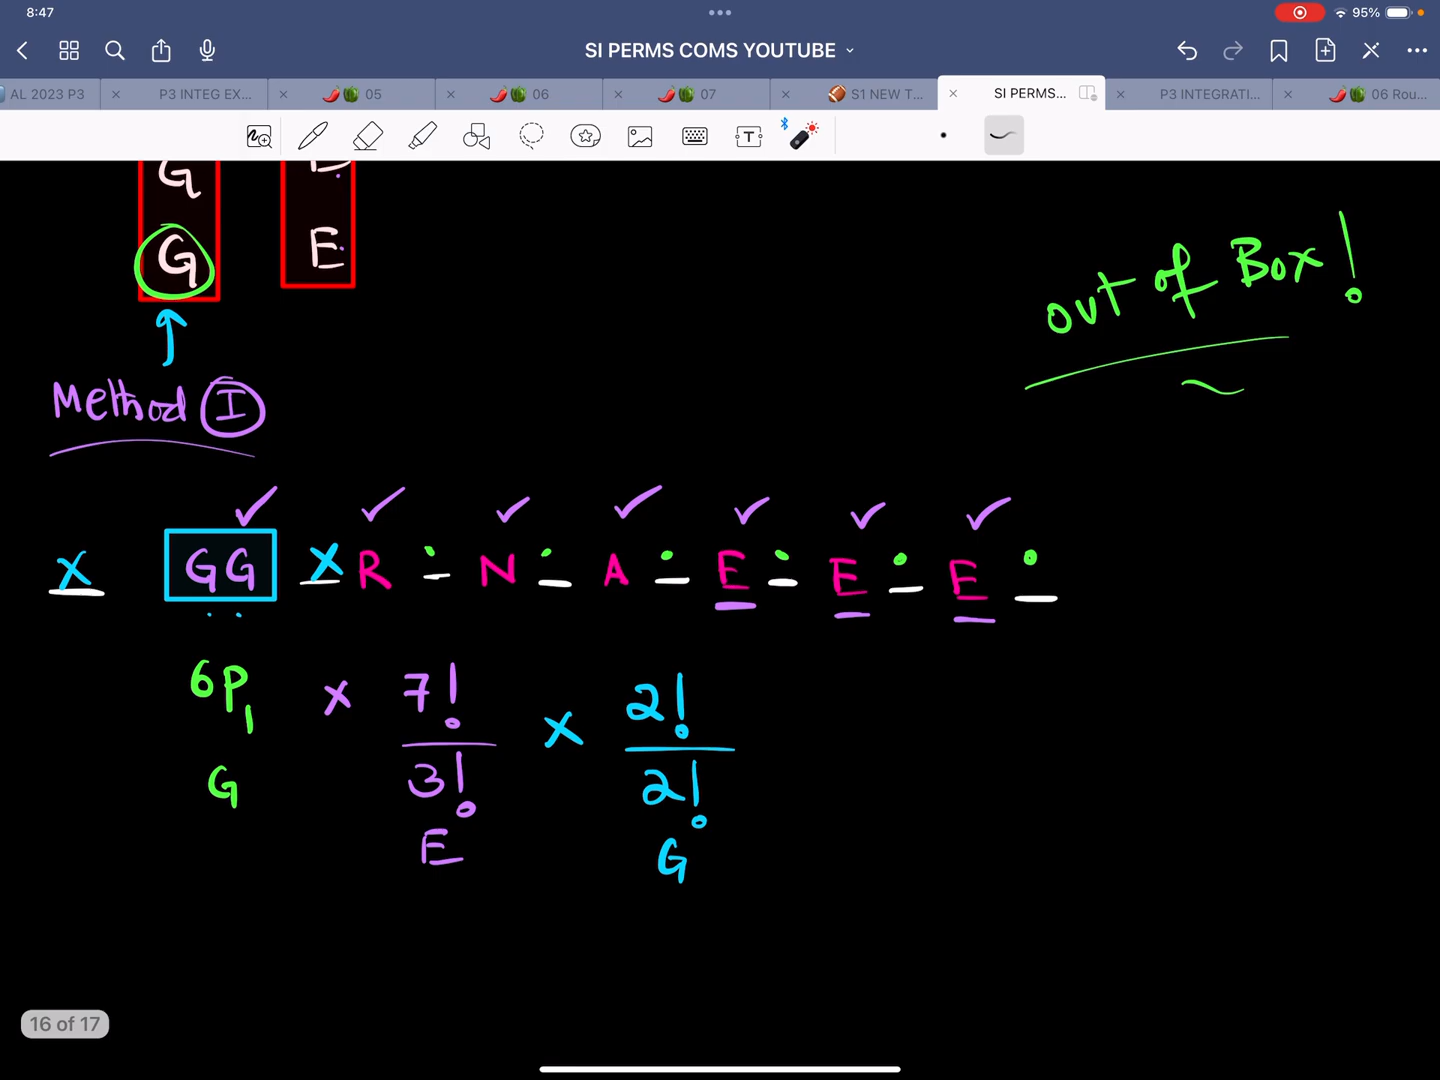 8:47
95%
SI PERMS COMS YOUTUBE
AL 2023 P3
P3 INTEG EX...
🌶️🫑 05
🌶️🫑 06
🌶️🫑 07
🏈 S1 NEW T...
SI PERMS...
P3 INTEGRATI...
🌶️🫑 06 Rou...
T
G
G
E
out of Box!
Method I
X GG X R N A E E E
6P1 × 7!/3! × 2!/2!
G E G
16 of 17